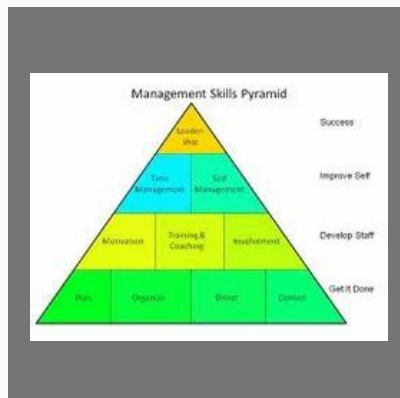 Management Skills Pyramid
Leader-
ship
Success
Time
Management
Self
Management
Improve Self
Motivation
Training &
Coaching
Involvement
Develop Staff
Plan
Organize
Direct
Control
Get It Done